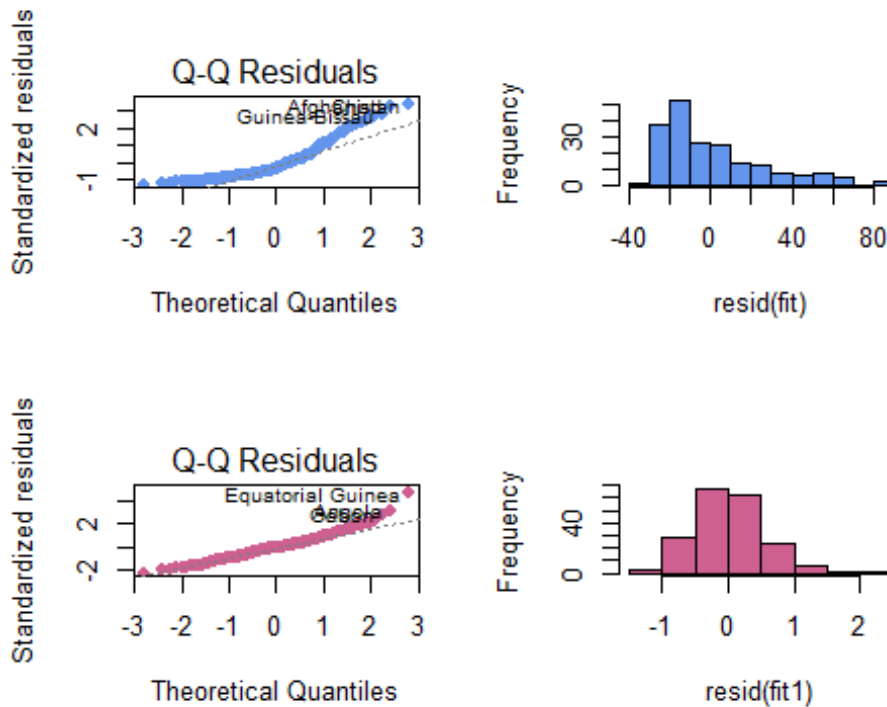 Q-Q Residuals
Standardized residuals
2
-1
Afghanistan
Guinea-Bissau
-3 -2 -1 0 1 2 3
Theoretical Quantiles
Frequency
30
0
-40 0 40 80
resid(fit)
Q-Q Residuals
Standardized residuals
2
-2
Equatorial Guinea
Angola
-3 -2 -1 0 1 2 3
Theoretical Quantiles
Frequency
40
0
-1 0 1 2
resid(fit1)